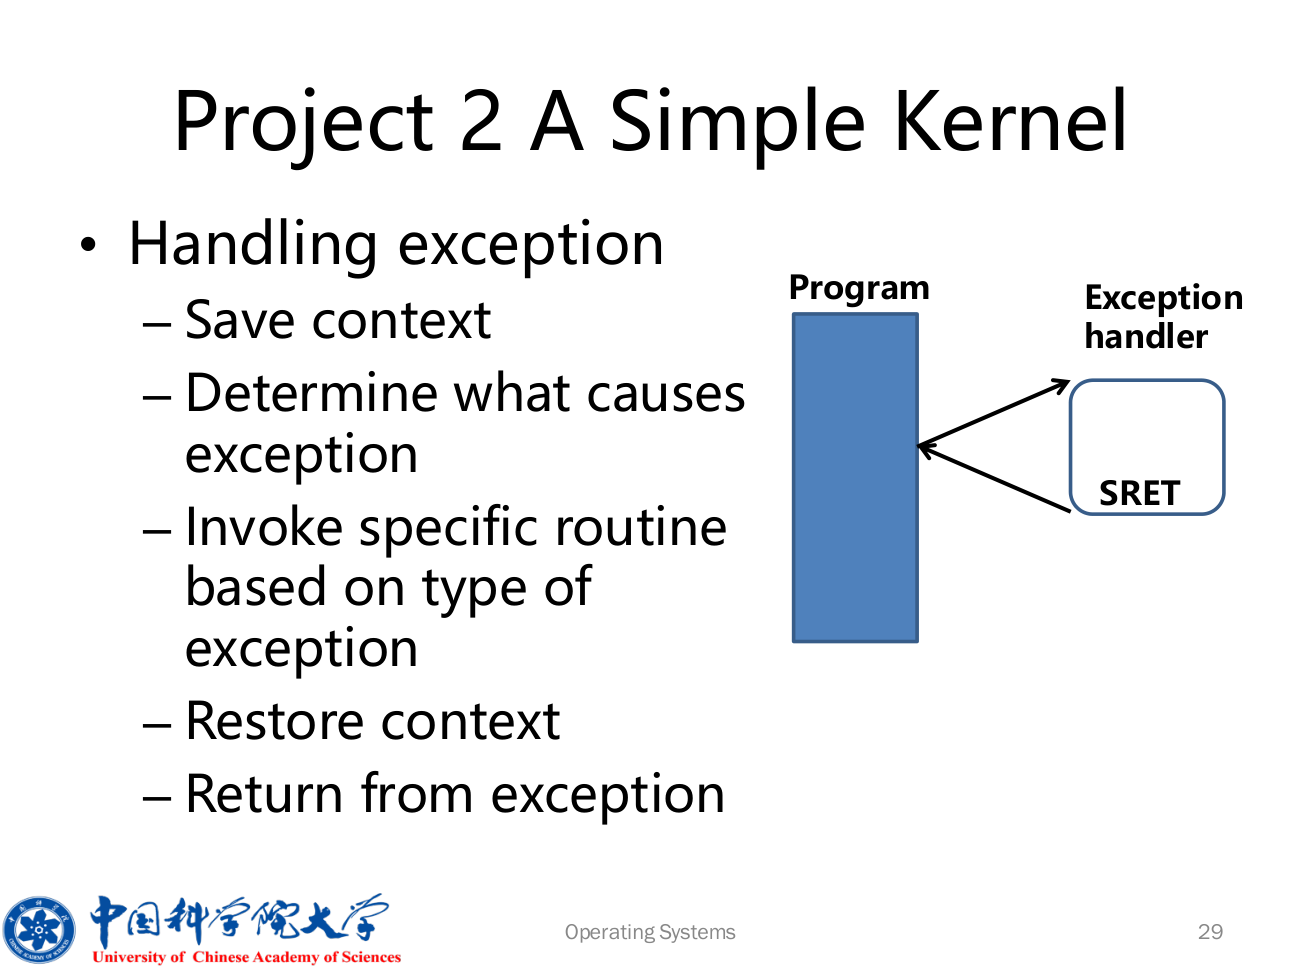 Project 2 A Simple Kernel
• Handling exception
– Save context
– Determine what causes
exception
– Invoke specific routine
based on type of
exception
– Restore context
– Return from exception
Program
Exception
handler
SRET
中国科学院大学
University of Chinese Academy of Sciences
Operating Systems
29